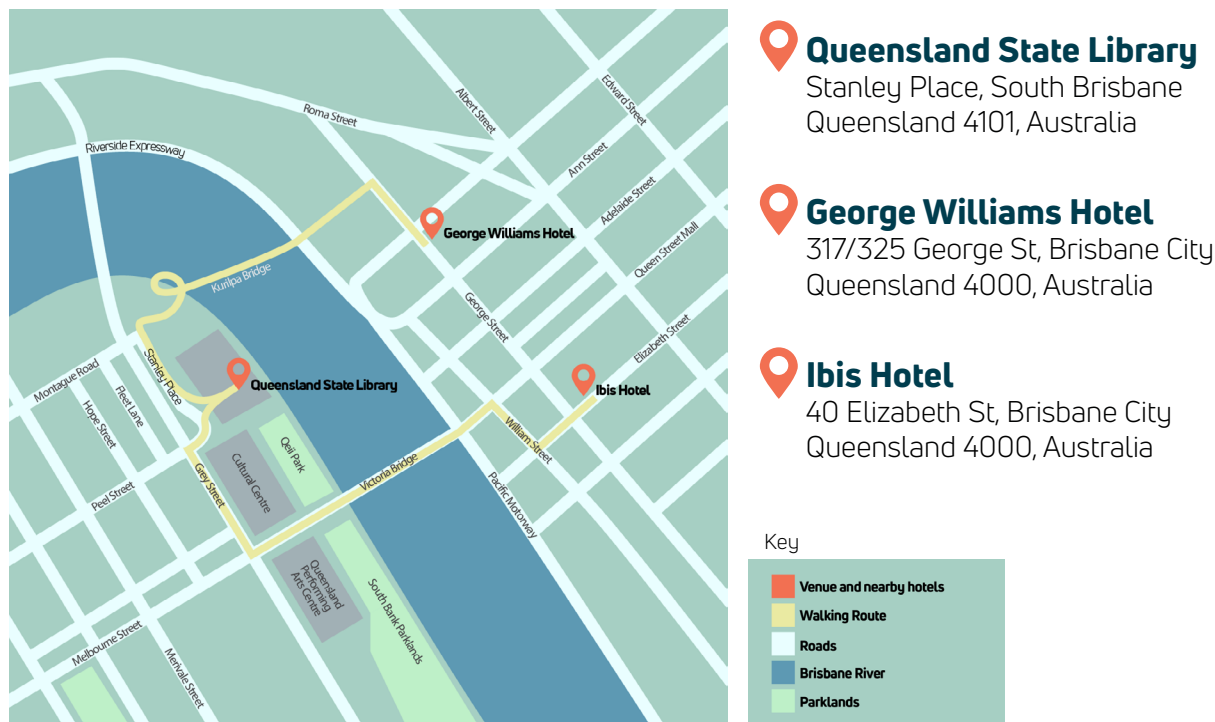 Roma Street
Albert Street
Edward Street
Riverside Expressway
Ann Street
Adelaide Street
Queen Street Mall
George Williams Hotel
Kurilpa Bridge
George Street
Elizabeth Street
Stanley Place
Montague Road
Fleet Lane
Hope Street
Queensland State Library
Ibis Hotel
William Street
Qeii Park
Cultural Centre
Victoria Bridge
Grey Street
Peel Street
Pacific Motorway
Queensland
Performing
Arts Centre
South Bank Parklands
Melbourne Street
Merivale Street
Queensland State Library
Stanley Place, South Brisbane
Queensland 4101, Australia
George Williams Hotel
317/325 George St, Brisbane City
Queensland 4000, Australia
Ibis Hotel
40 Elizabeth St, Brisbane City
Queensland 4000, Australia
Key
Venue and nearby hotels
Walking Route
Roads
Brisbane River
Parklands